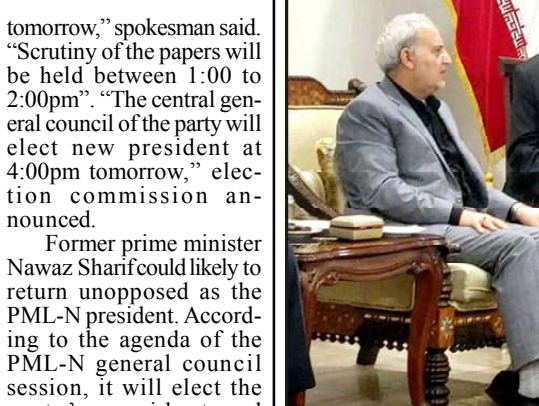 tomorrow,” spokesman said.
“Scrutiny of the papers will
be held between 1:00 to
2:00pm”. “The central gen-
eral council of the party will
elect new president at
4:00pm tomorrow,” elec-
tion commission an-
nounced.
Former prime minister
Nawaz Sharif could likely to
return unopposed as the
PML-N president. Accord-
ing to the agenda of the
PML-N general council
session, it will elect the